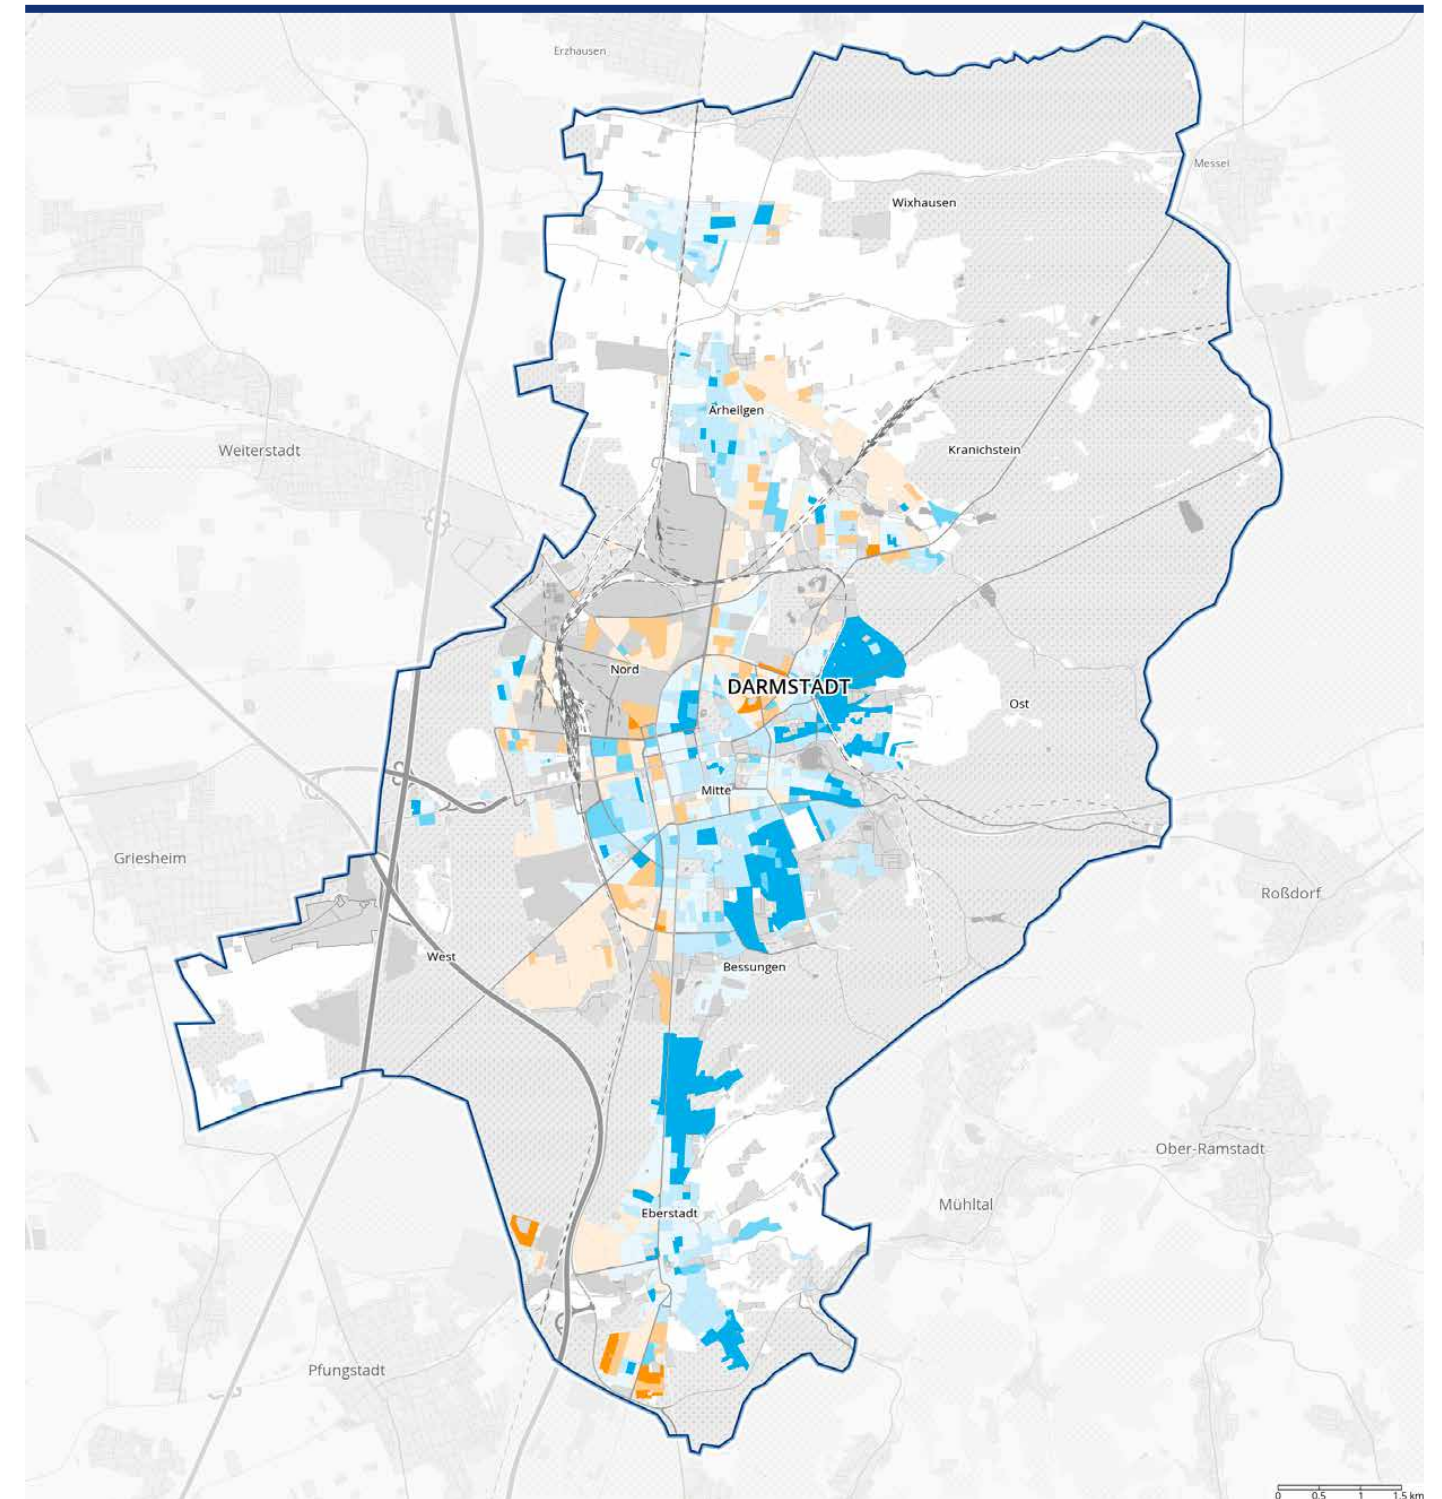 Erzhausen
Messel
Wixhausen
Arheilgen
Weiterstadt
Kranichstein
Nord
DARMSTADT
Ost
Mitte
Griesheim
Roßdorf
West
Bessungen
Ober-Ramstadt
Mühltal
Eberstadt
Pfungstadt
0 0.5 1 1.5 km